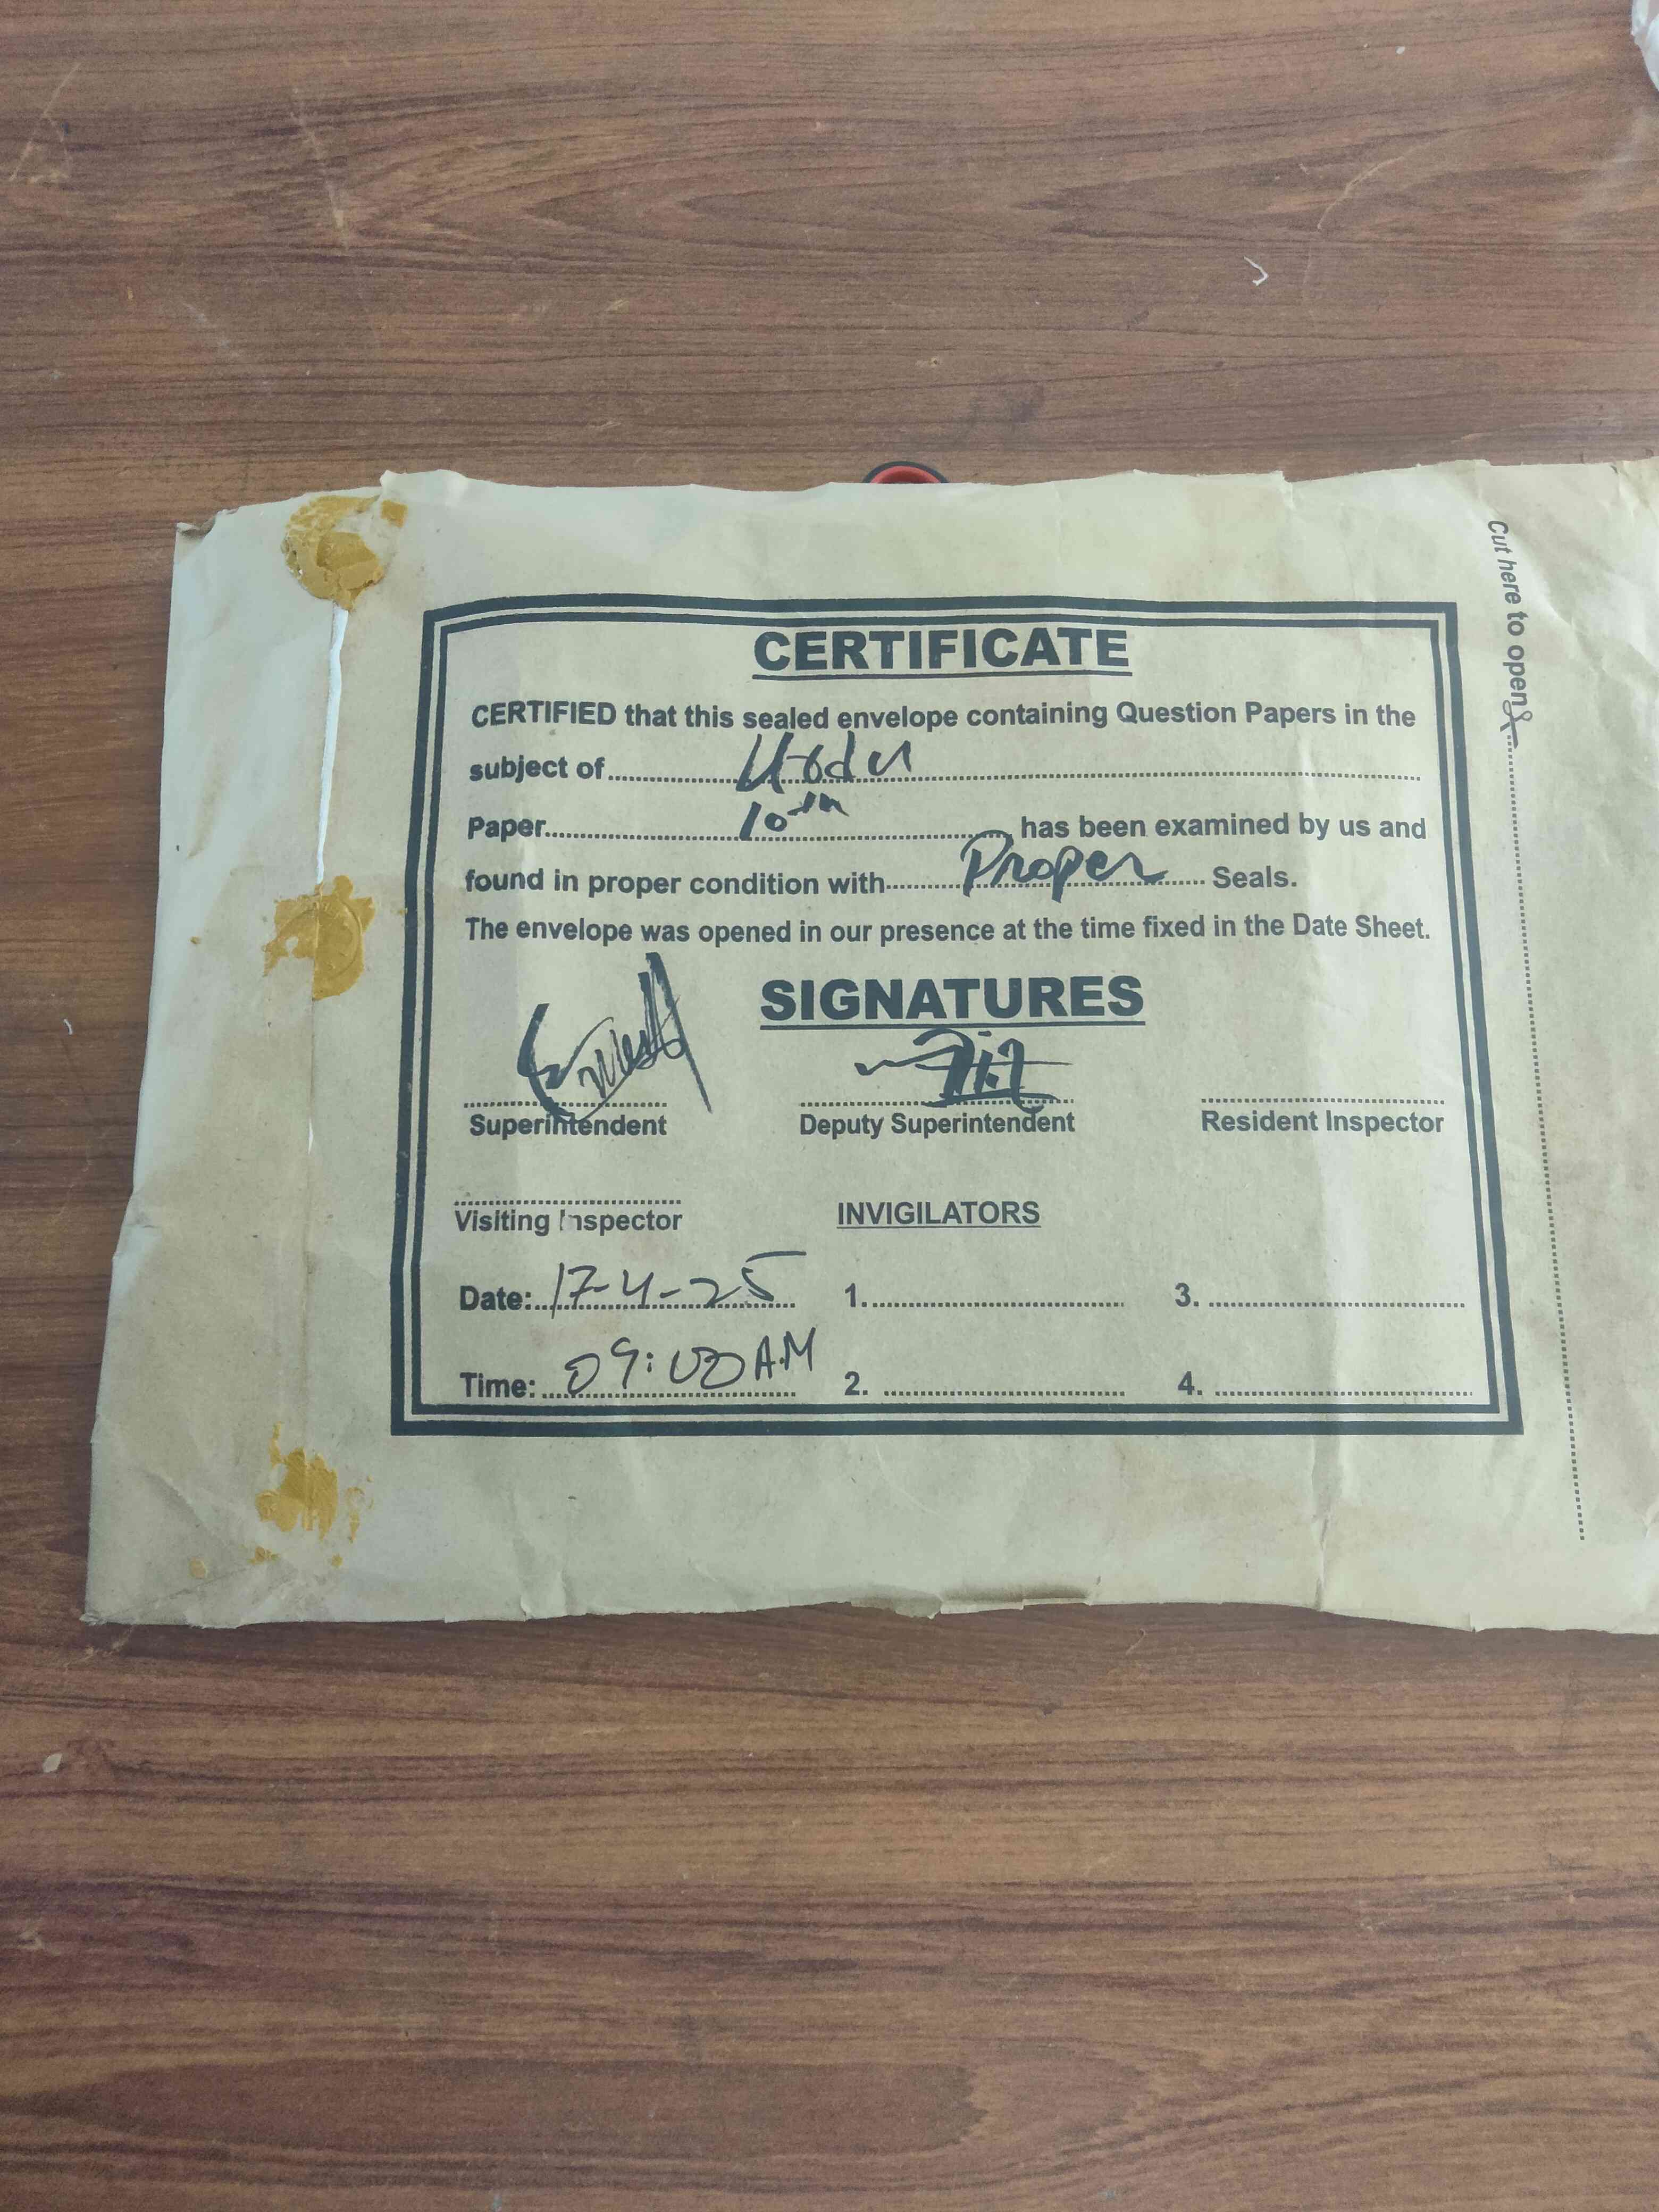 CERTIFICATE
CERTIFIED that this sealed envelope containing Question Papers in the
subject of Urdu
Paper 10th has been examined by us and
found in proper condition with Proper Seals.
The envelope was opened in our presence at the time fixed in the Date Sheet.
SIGNATURES
Superintendent Deputy Superintendent Resident Inspector
Visiting Inspector INVIGILATORS
Date: 17-4-25 1. 3.
Time: 09:00 AM 2. 4.
Cut here to open